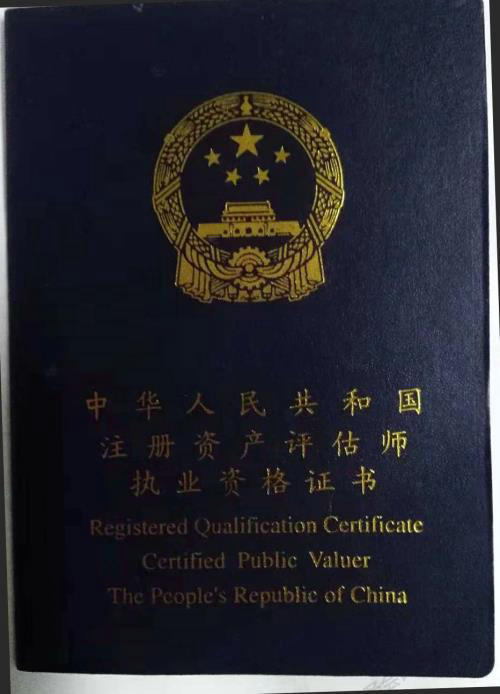 中华人民共和国
注册资产评估师
执业资格证书
Registered Qualification Certificate
Certified Public Valuer
The People's Republic of China